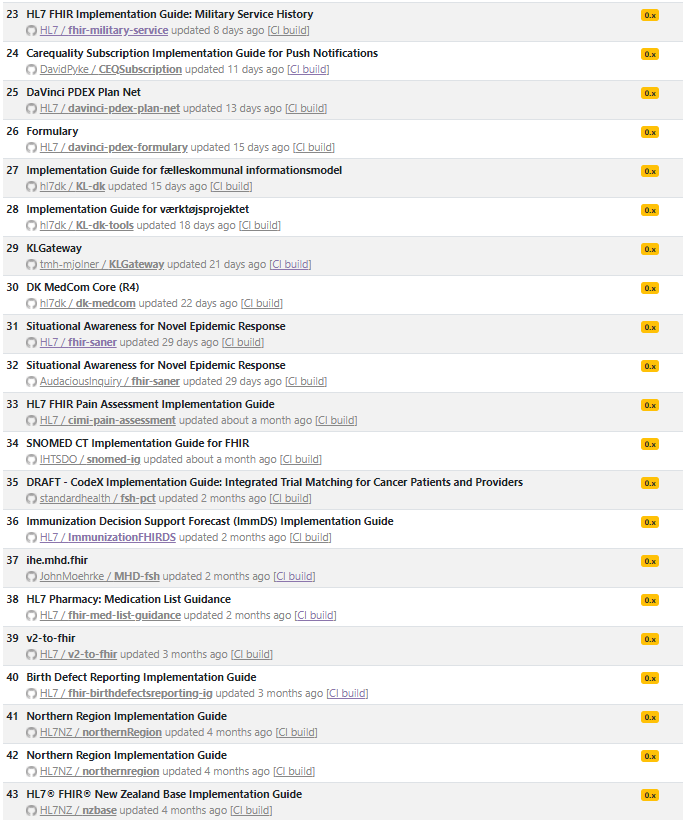 23 HL7 FHIR Implementation Guide: Military Service History 0.x
HL7 / fhir-military-service updated 8 days ago [CI build]
24 Carequality Subscription Implementation Guide for Push Notifications 0.x
DavidPyke / CEQSubscription updated 11 days ago [CI build]
25 DaVinci PDEX Plan Net 0.x
HL7 / davinci-pdex-plan-net updated 13 days ago [CI build]
26 Formulary 0.x
HL7 / davinci-pdex-formulary updated 15 days ago [CI build]
27 Implementation Guide for fælleskommunal informationsmodel 0.x
hl7dk / KL-dk updated 15 days ago [CI build]
28 Implementation Guide for værktøjsprojektet 0.x
hl7dk / KL-dk-tools updated 18 days ago [CI build]
29 KLGateway 0.x
tmh-mjolner / KLGateway updated 21 days ago [CI build]
30 DK MedCom Core (R4) 0.x
hl7dk / dk-medcom updated 22 days ago [CI build]
31 Situational Awareness for Novel Epidemic Response 0.x
HL7 / fhir-saner updated 29 days ago [CI build]
32 Situational Awareness for Novel Epidemic Response 0.x
AudaciousInquiry / fhir-saner updated 29 days ago [CI build]
33 HL7 FHIR Pain Assessment Implementation Guide 0.x
HL7 / cimi-pain-assessment updated about a month ago [CI build]
34 SNOMED CT Implementation Guide for FHIR 0.x
IHTSDO / snomed-ig updated about a month ago [CI build]
35 DRAFT - CodeX Implementation Guide: Integrated Trial Matching for Cancer Patients and Providers 0.x
standardhealth / fsh-pct updated 2 months ago [CI build]
36 Immunization Decision Support Forecast (ImmDS) Implementation Guide 0.x
HL7 / ImmunizationFHIRDS updated 2 months ago [CI build]
37 ihe.mhd.fhir 0.x
JohnMoehrke / MHD-fsh updated 2 months ago [CI build]
38 HL7 Pharmacy: Medication List Guidance 0.x
HL7 / fhir-med-list-guidance updated 2 months ago [CI build]
39 v2-to-fhir 0.x
HL7 / v2-to-fhir updated 3 months ago [CI build]
40 Birth Defect Reporting Implementation Guide 0.x
HL7 / fhir-birthdefectsreporting-ig updated 3 months ago [CI build]
41 Northern Region Implementation Guide 0.x
HL7NZ / northernRegion updated 4 months ago [CI build]
42 Northern Region Implementation Guide 0.x
HL7NZ / northernregion updated 4 months ago [CI build]
43 HL7® FHIR® New Zealand Base Implementation Guide 0.x
HL7NZ / nzbase updated 4 months ago [CI build]